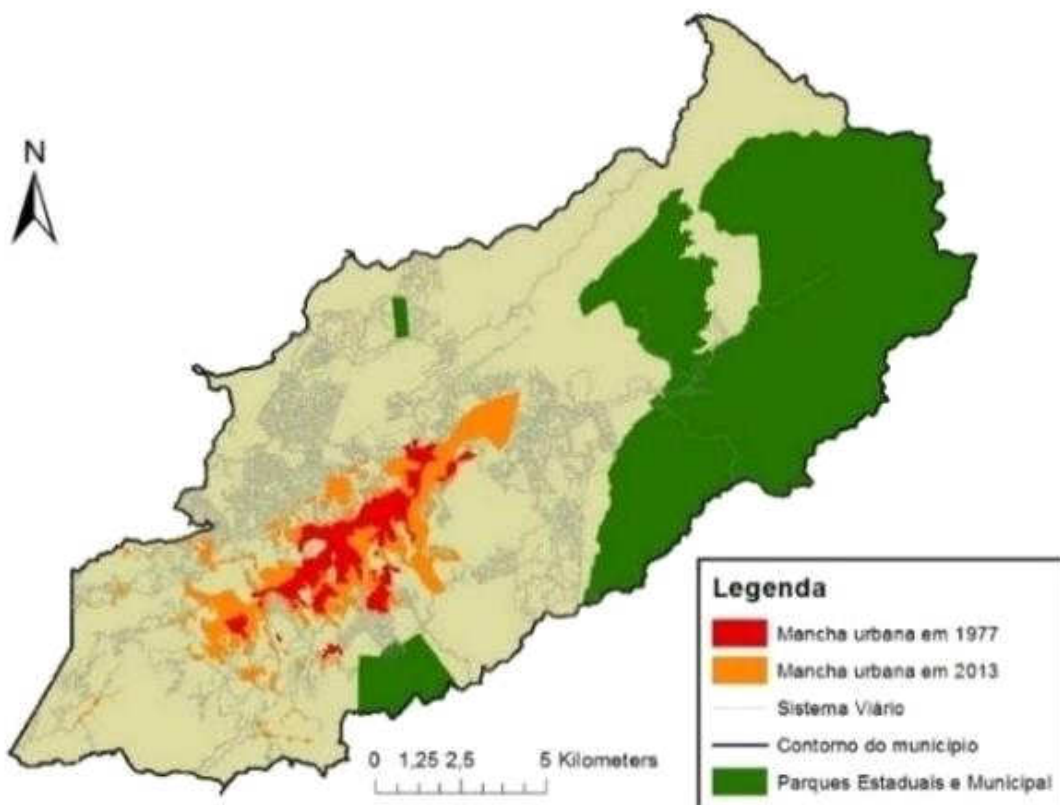 N
0 1,25 2,5 5 Kilometers
Legenda
Mancha urbana em 1977
Mancha urbana em 2013
Sistema Viário
Contorno do município
Parques Estaduais e Municipal